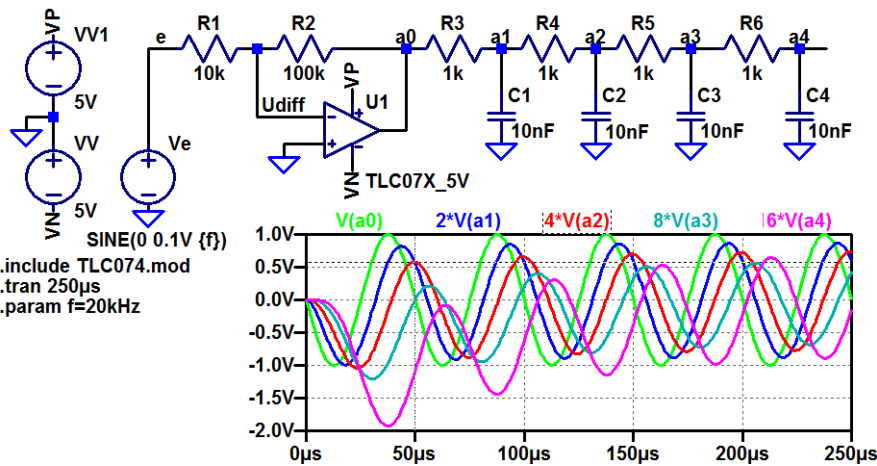 VP
VV1
5V
VV
VN
5V
e
R1
10k
R2
100k
a0
R3
1k
a1
R4
1k
a2
R5
1k
a3
R6
1k
a4
Ve
Udiff
VP
U1
VN
TLC07X_5V
C1
10nF
C2
10nF
C3
10nF
C4
10nF
SINE(0 0.1V {f})
.include TLC074.mod
.tran 250µs
.param f=20kHz
V(a0) 2*V(a1) 4*V(a2) 8*V(a3) 6*V(a4)
1.0V
0.5V
0.0V
-0.5V
-1.0V
-1.5V
-2.0V
0µs 50µs 100µs 150µs 200µs 250µs